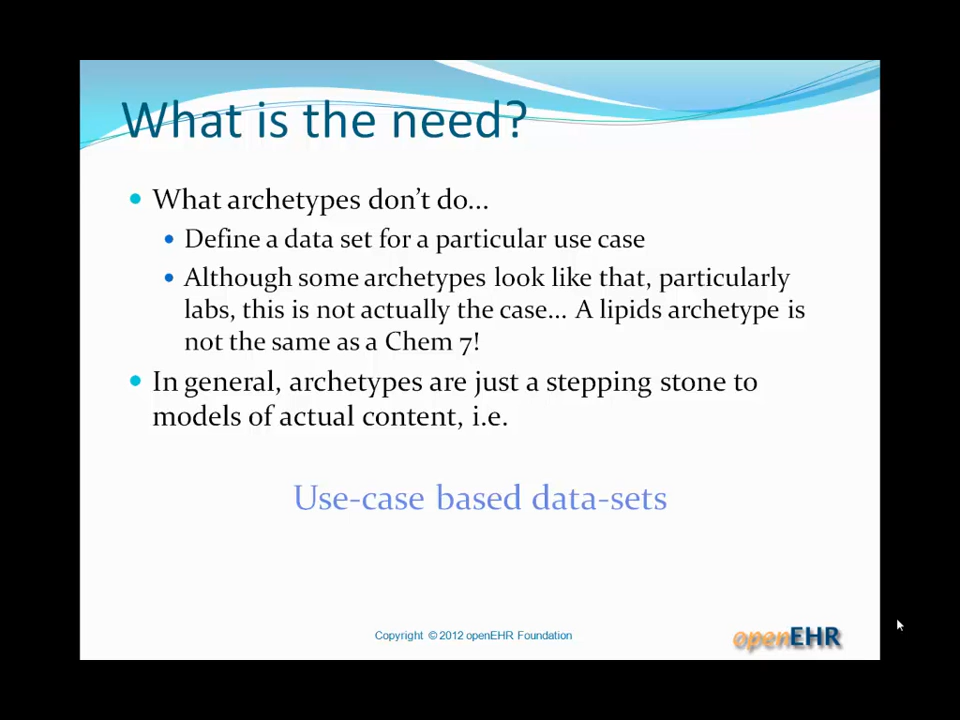 What is the need?
What archetypes don't do...
Define a data set for a particular use case
Although some archetypes look like that, particularly
labs, this is not actually the case... A lipids archetype is
not the same as a Chem 7!
In general, archetypes are just a stepping stone to
models of actual content, i.e.
Use-case based data-sets
Copyright © 2012 openEHR Foundation
openEHR